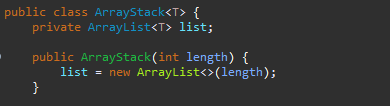 public class ArrayStack<T> {
    private ArrayList<T> list;

    public ArrayStack(int length) {
        list = new ArrayList<>(length);
    }